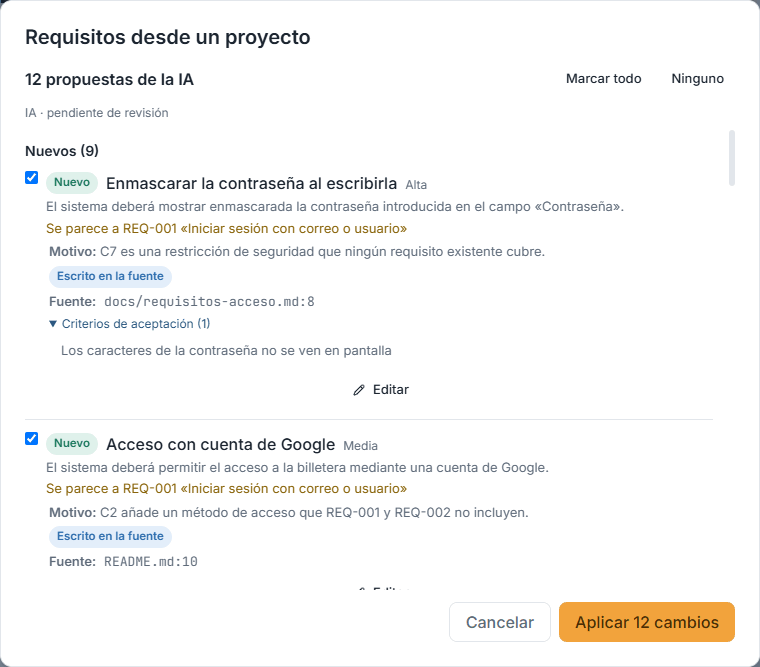 Requisitos desde un proyecto
12 propuestas de la IA
Marcar todo
Ninguno
IA · pendiente de revisión
Nuevos (9)
Nuevo Enmascarar la contraseña al escribirla Alta
El sistema deberá mostrar enmascarada la contraseña introducida en el campo «Contraseña».
Se parece a REQ-001 «Iniciar sesión con correo o usuario»
Motivo: C7 es una restricción de seguridad que ningún requisito existente cubre.
Escrito en la fuente
Fuente: docs/requisitos-acceso.md:8
Criterios de aceptación (1)
Los caracteres de la contraseña no se ven en pantalla
Editar
Nuevo Acceso con cuenta de Google Media
El sistema deberá permitir el acceso a la billetera mediante una cuenta de Google.
Se parece a REQ-001 «Iniciar sesión con correo o usuario»
Motivo: C2 añade un método de acceso que REQ-001 y REQ-002 no incluyen.
Escrito en la fuente
Fuente: README.md:10
Cancelar
Aplicar 12 cambios